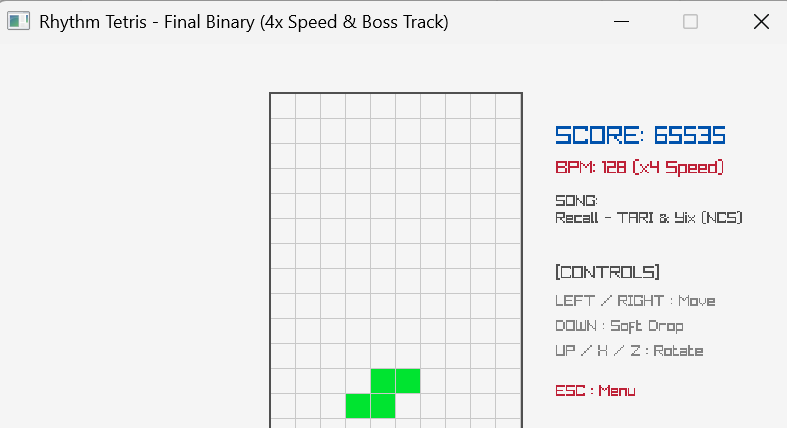 Rhythm Tetris - Final Binary (4x Speed & Boss Track)
SCORE: 65535
BPM: 128 (x4 Speed)
SONG:
Recall - TARI & Yix (NCS)
[CONTROLS]
LEFT / RIGHT : Move
DOWN : Soft Drop
UP / X / Z : Rotate
ESC : Menu